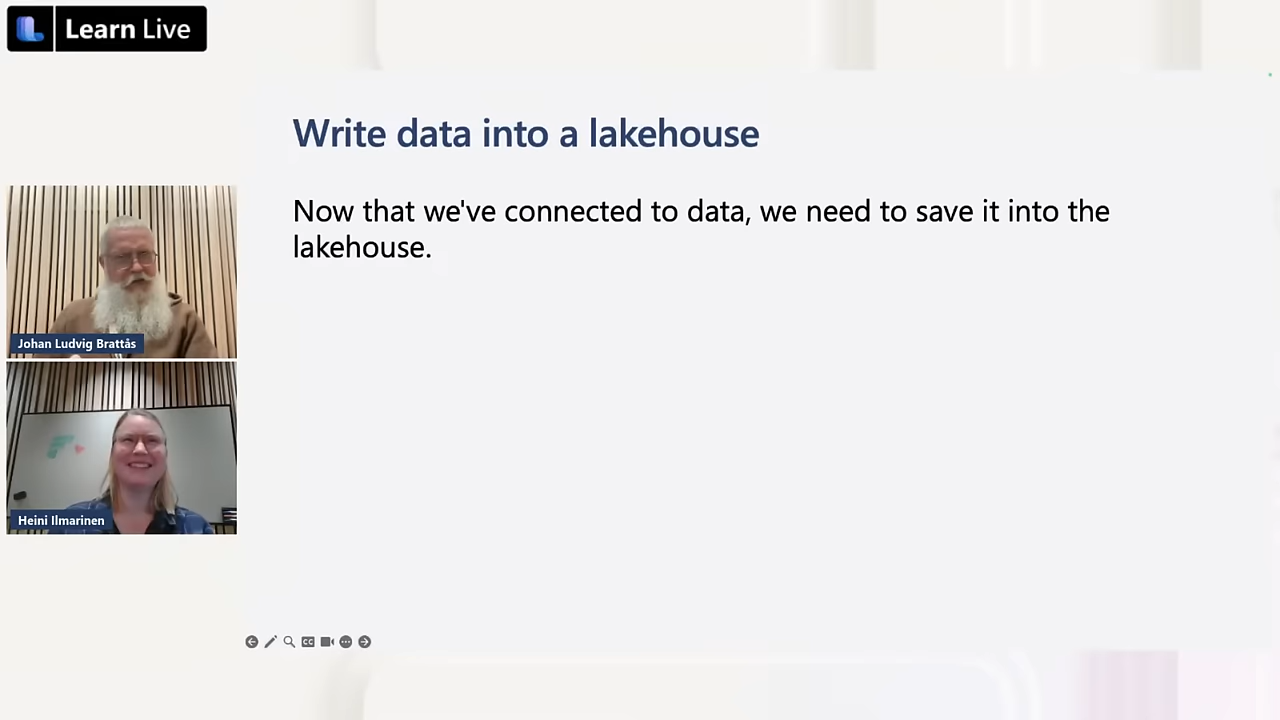 Learn Live
Write data into a lakehouse
Now that we've connected to data, we need to save it into the
lakehouse.
Johan Ludvig Brattås
Heini Ilmarinen